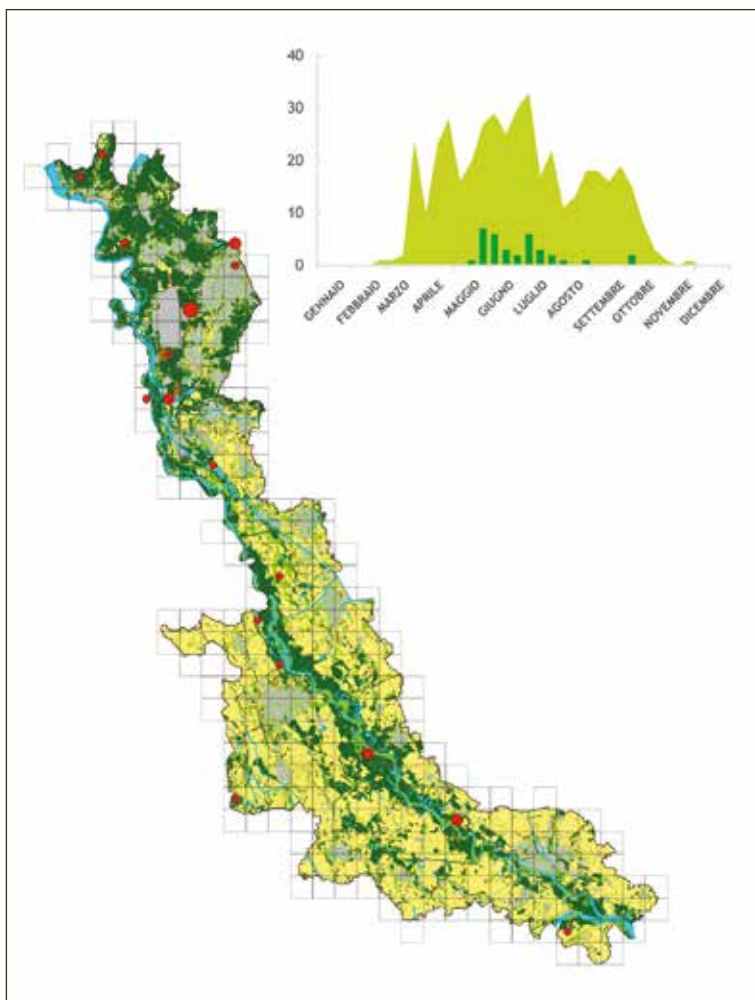 40
30
20
10
0
GENNAIO
FEBBRAIO
MARZO
APRILE
MAGGIO
GIUGNO
LUGLIO
AGOSTO
SETTEMBRE
OTTOBRE
NOVEMBRE
DICEMBRE